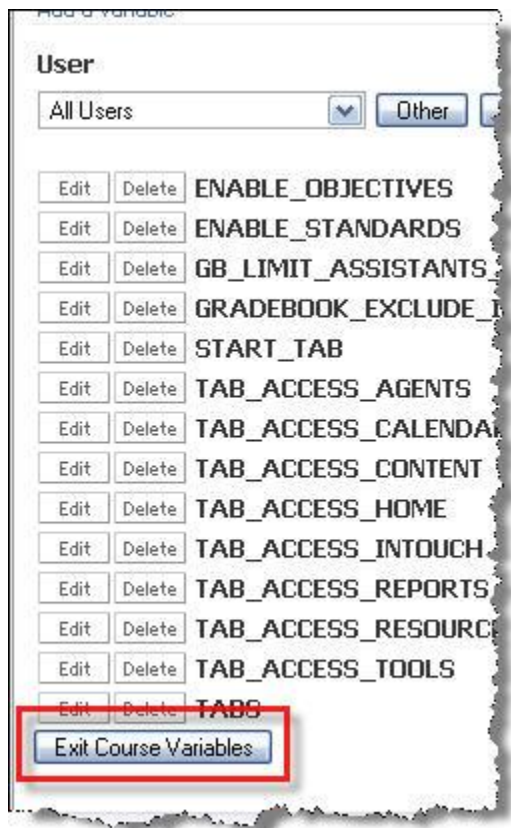 Add a variable
User
All Users Other
Edit Delete ENABLE_OBJECTIVES
Edit Delete ENABLE_STANDARDS
Edit Delete GB_LIMIT_ASSISTANTS_
Edit Delete GRADEBOOK_EXCLUDE_
Edit Delete START_TAB
Edit Delete TAB_ACCESS_AGENTS
Edit Delete TAB_ACCESS_CALENDA
Edit Delete TAB_ACCESS_CONTENT
Edit Delete TAB_ACCESS_HOME
Edit Delete TAB_ACCESS_INTOUCH
Edit Delete TAB_ACCESS_REPORTS
Edit Delete TAB_ACCESS_RESOURC
Edit Delete TAB_ACCESS_TOOLS
Edit Delete TABS
Exit Course Variables